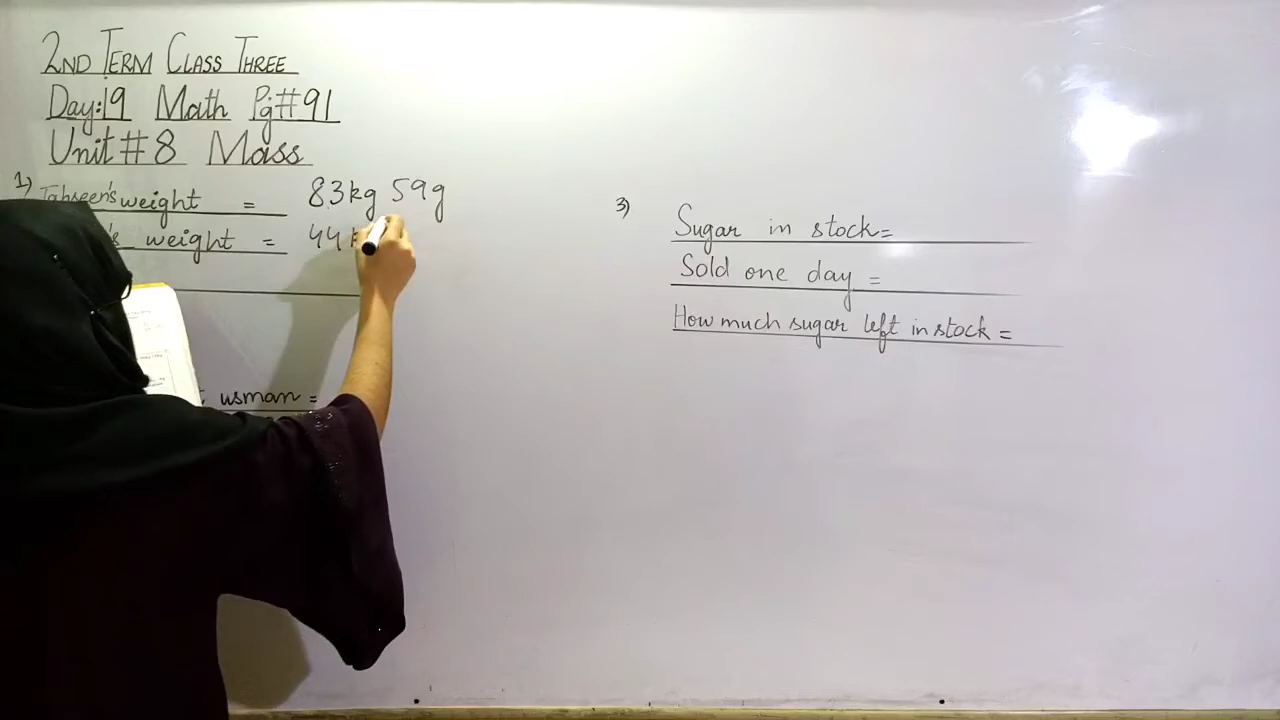 2ND TERM CLASS THREE
Day:19 Math Pg#91
Unit#8 Mass
1) Tahseen's weight = 83kg 59g
's weight = 44 k
usman =
3)
Sugar in stock=
Sold one day =
How much sugar left in stock =